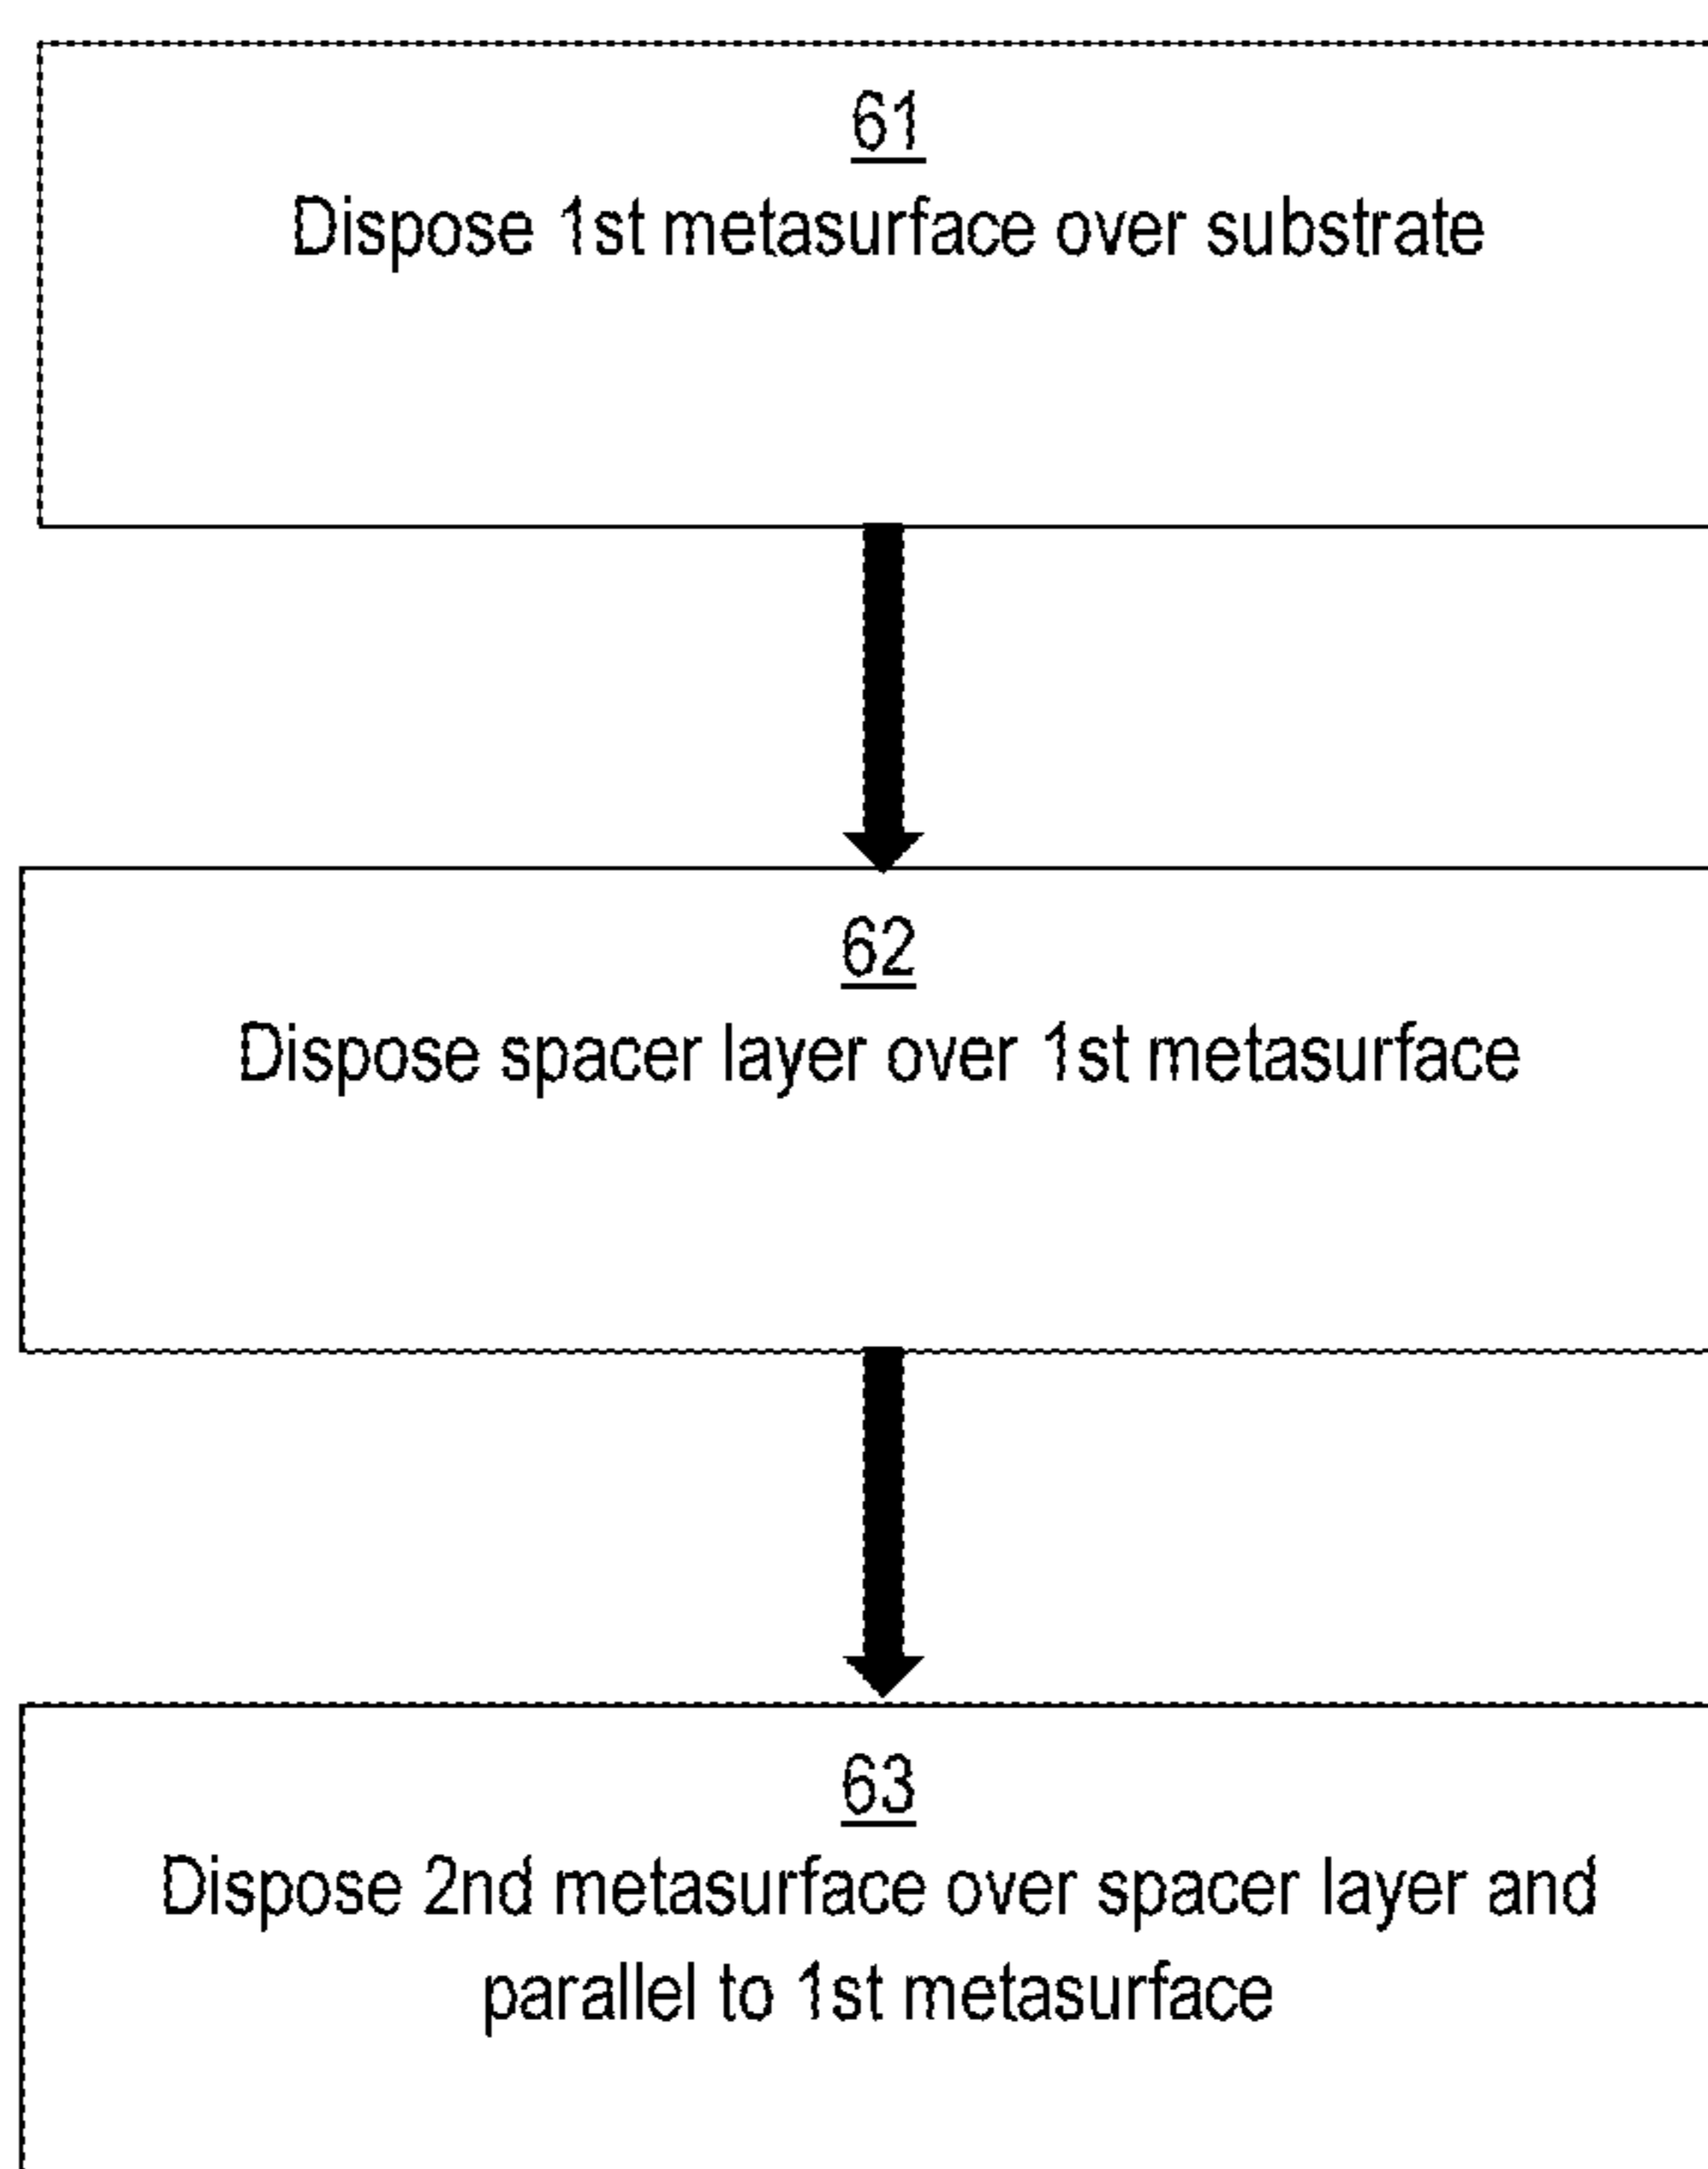 61
Dispose 1st metasurface over substrate
62
Dispose spacer layer over 1st metasurface
63
Dispose 2nd metasurface over spacer layer and
parallel to 1st metasurface